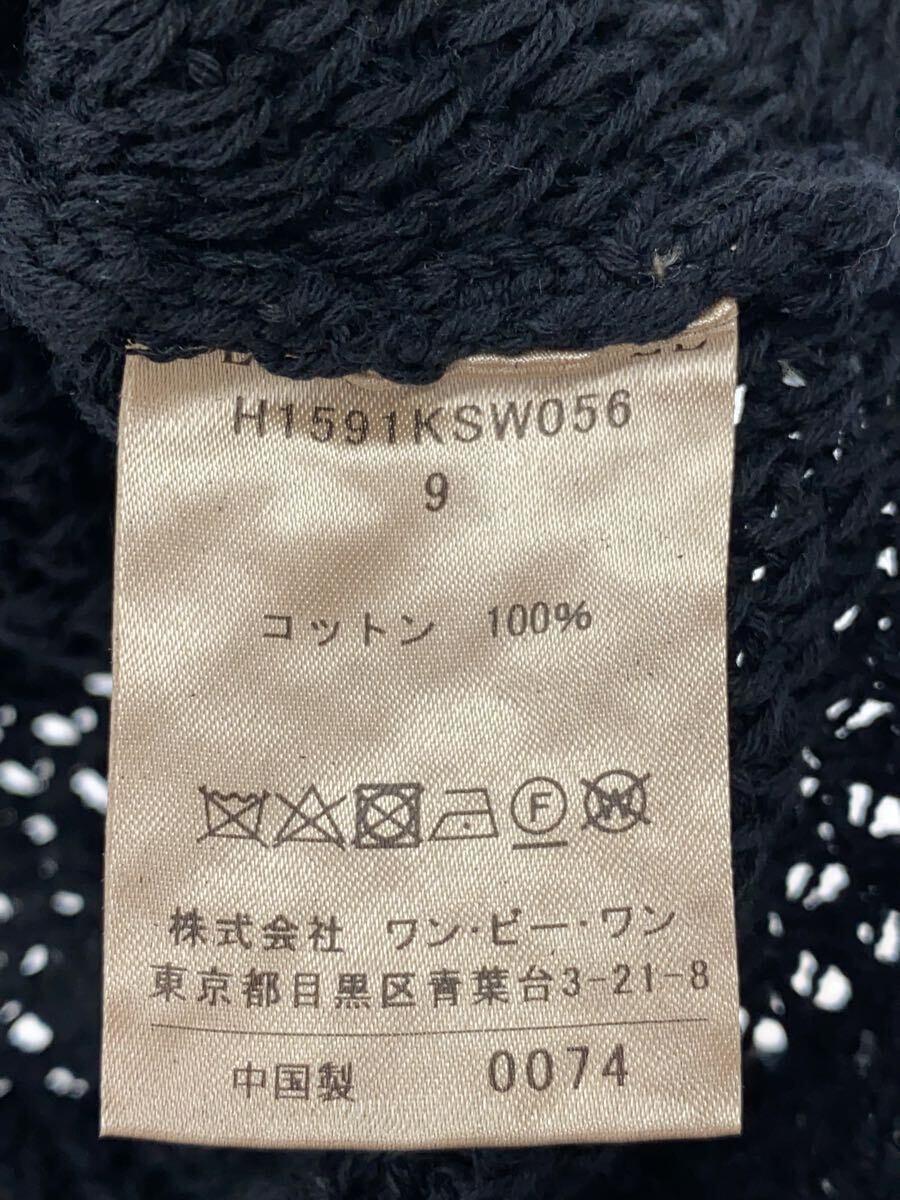 H1591KSW056
9
コットン 100%
F
W
株式会社 ワン・ビー・ワン
東京都目黒区青葉台3-21-8
中国製 0074